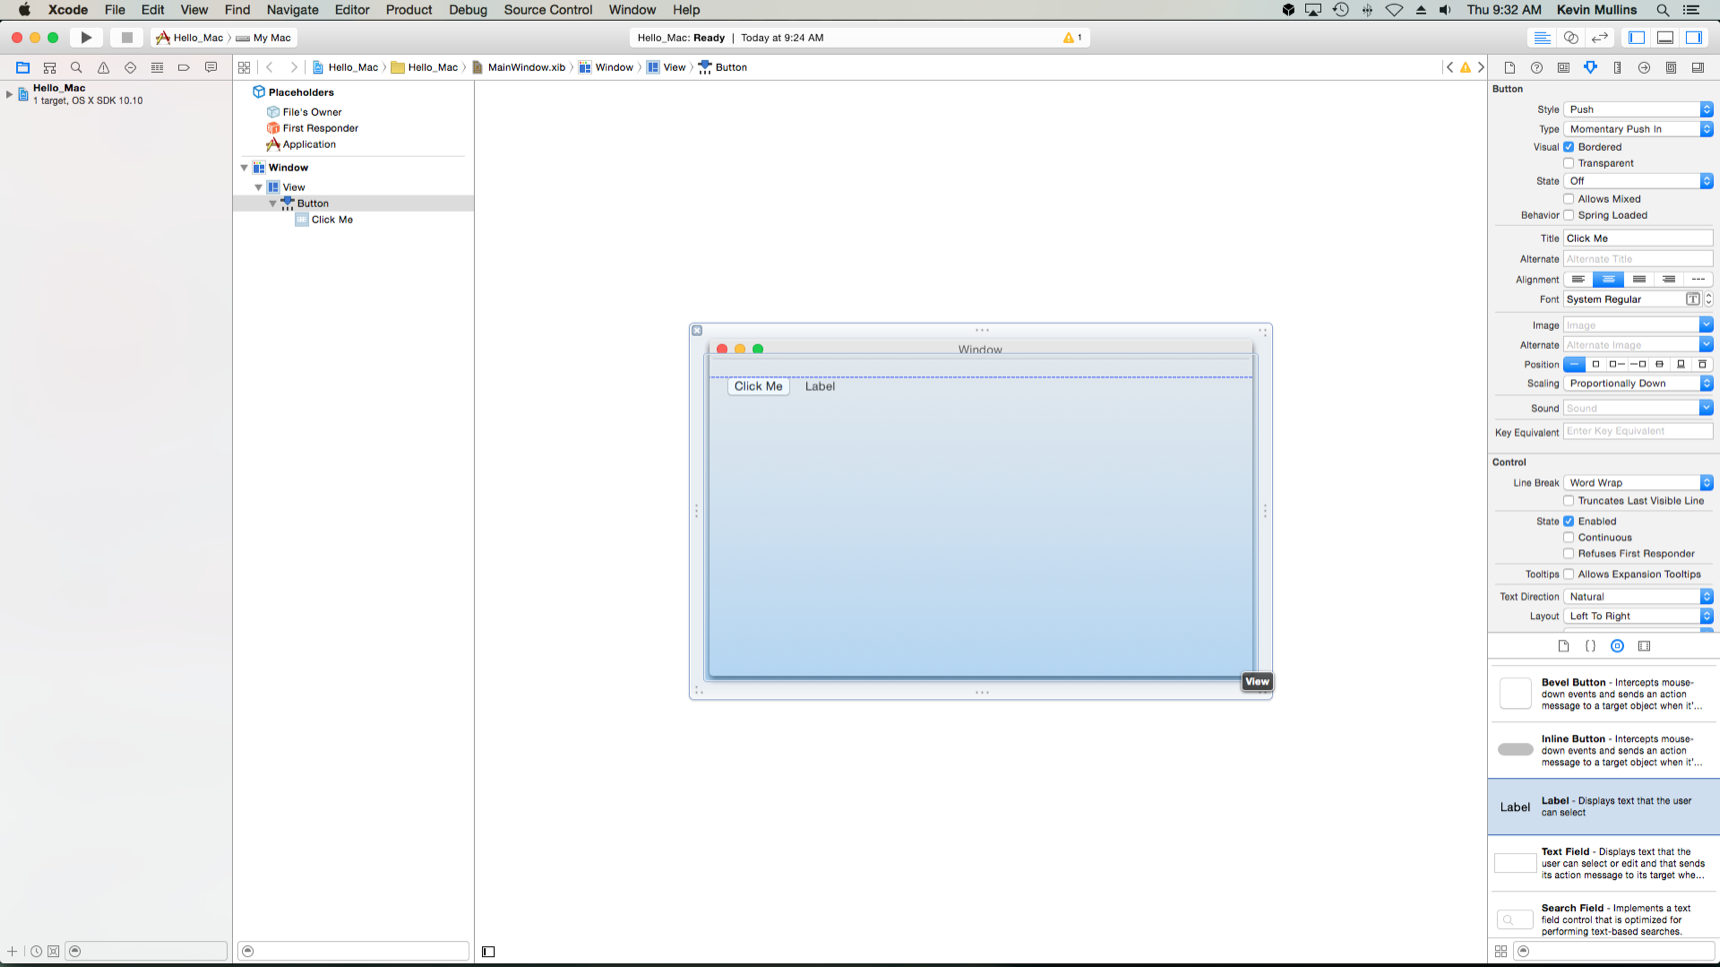 Xcode File Edit View Find Navigate Editor Product Debug Source Control Window Help Thu 9:32 AM Kevin Mullins
Hello_Mac My Mac Hello_Mac: Ready | Today at 9:24 AM 1
Hello_Mac Hello_Mac MainWindow.xib Window View Button
Hello_Mac
1 target, OS X SDK 10.10
Placeholders
File's Owner
First Responder
Application
Window
View
Button
Click Me
Window
Click Me Label
View
Button
Style Push
Type Momentary Push In
Visual Bordered
Transparent
State Off
Allows Mixed
Behavior Spring Loaded
Title Click Me
Alternate Alternate Title
Alignment
Font System Regular T
Image Image
Alternate Alternate Image
Position
Scaling Proportionally Down
Sound Sound
Key Equivalent Enter Key Equivalent
Control
Line Break Word Wrap
Truncates Last Visible Line
State Enabled
Continuous
Refuses First Responder
Tooltips Allows Expansion Tooltips
Text Direction Natural
Layout Left To Right
Bevel Button - Intercepts mouse-
down events and sends an action
message to a target object when it'...
Inline Button - Intercepts mouse-
down events and sends an action
message to a target object when it'...
Label Label - Displays text that the user
can select
Text Field - Displays text that the
user can select or edit and that sends
its action message to its target whe...
Search Field - Implements a text
field control that is optimized for
performing text-based searches.